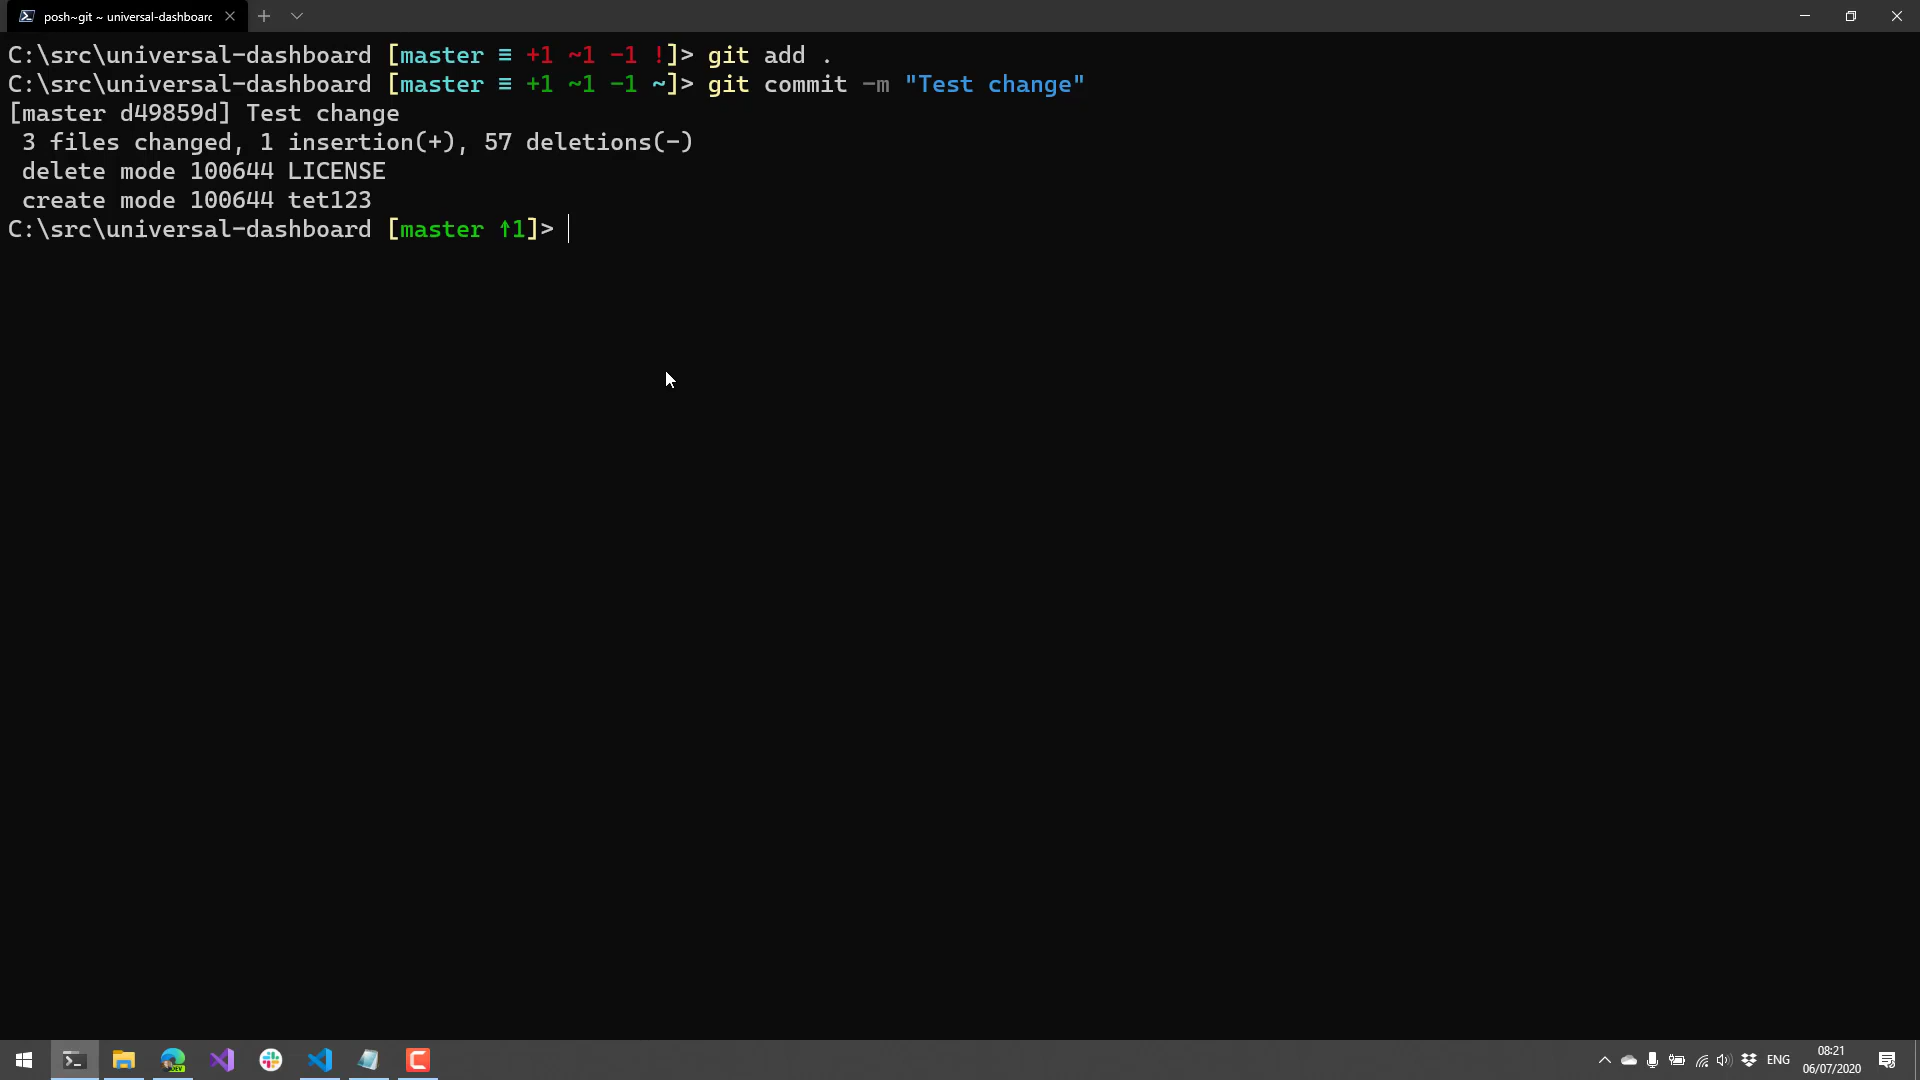 posh~git ~ universal-dashboard
C:\src\universal-dashboard [master ≡ +1 ~1 -1 !]> git add .
C:\src\universal-dashboard [master ≡ +1 ~1 -1 ~]> git commit -m "Test change"
[master d49859d] Test change
 3 files changed, 1 insertion(+), 57 deletions(-)
 delete mode 100644 LICENSE
 create mode 100644 tet123
C:\src\universal-dashboard [master ↑1]>
DEV
ENG
08:21
06/07/2020